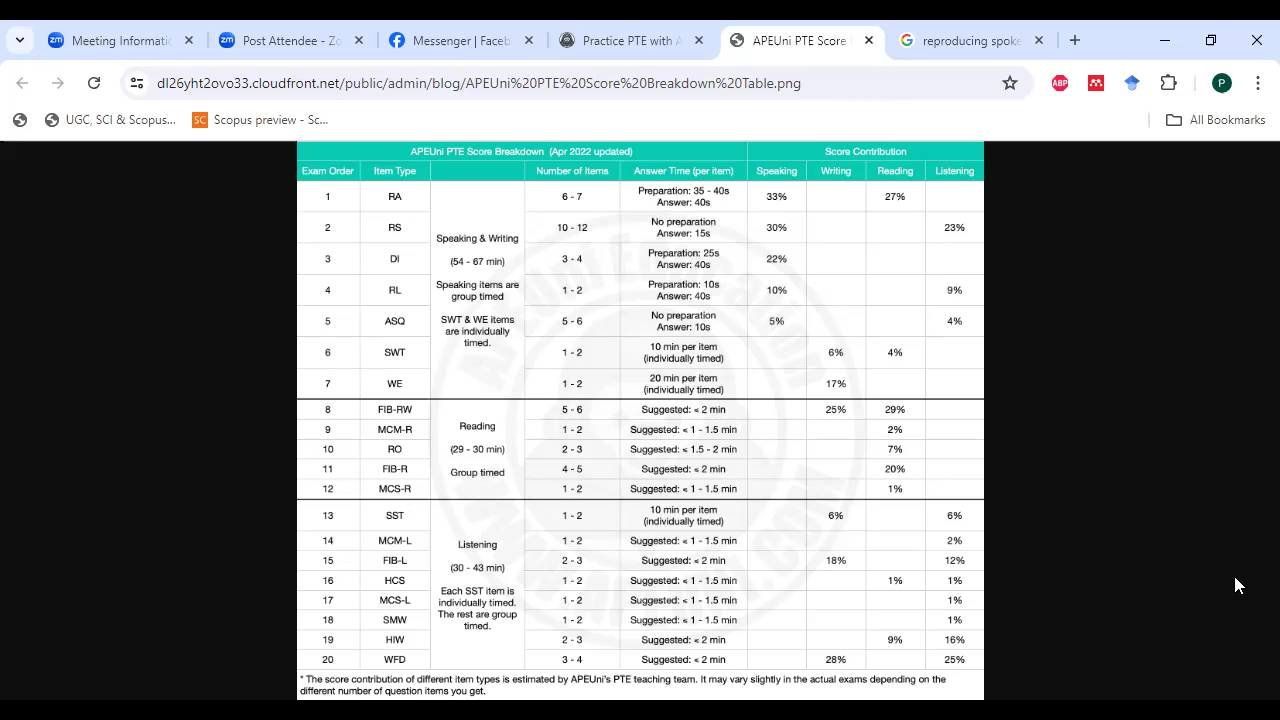 Meeting Informatic
Post Attendee - Zo
Messenger | Faceb
Practice PTE with A
APEUni PTE Score
reproducing spoke
dl26yht2ovo33.cloudfront.net/public/admin/blog/APEUni%20PTE%20Score%20Breakdown%20Table.png
ABP
P
UGC, SCI & Scopus...
SC Scopus preview - Sc...
All Bookmarks
APEUni PTE Score Breakdown (Apr 2022 updated) Score Contribution
Exam Order Item Type Number of Items Answer Time (per item) Speaking Writing Reading Listening
1 RA 6 - 7 Preparation: 35 - 40s Answer: 40s 33% 27%
2 RS 10 - 12 No preparation Answer: 15s 30% 23%
3 DI 3 - 4 Preparation: 25s Answer: 40s 22%
4 RL 1 - 2 Preparation: 10s Answer: 40s 10% 9%
5 ASQ 5 - 6 No preparation Answer: 10s 5% 4%
6 SWT 1 - 2 10 min per item (individually timed) 6% 4%
7 WE 1 - 2 20 min per item (individually timed) 17%
Speaking & Writing
(54 - 67 min)
Speaking items are
group timed
SWT & WE items
are individually
timed.
8 FIB-RW 5 - 6 Suggested: < 2 min 25% 29%
9 MCM-R 1 - 2 Suggested: < 1 - 1.5 min 2%
10 RO 2 - 3 Suggested: < 1.5 - 2 min 7%
11 FIB-R 4 - 5 Suggested: < 2 min 20%
12 MCS-R 1 - 2 Suggested: < 1 - 1.5 min 1%
Reading
(29 - 30 min)
Group timed
13 SST 1 - 2 10 min per item (individually timed) 6% 6%
14 MCM-L 1 - 2 Suggested: < 1 - 1.5 min 2%
15 FIB-L 2 - 3 Suggested: < 2 min 18% 12%
16 HCS 1 - 2 Suggested: < 1 - 1.5 min 1% 1%
17 MCS-L 1 - 2 Suggested: < 1 - 1.5 min 1%
18 SMW 1 - 2 Suggested: < 1 - 1.5 min 1%
19 HIW 2 - 3 Suggested: < 2 min 9% 16%
20 WFD 3 - 4 Suggested: < 2 min 28% 25%
Listening
(30 - 43 min)
Each SST item is
individually timed.
The rest are group
timed.
* The score contribution of different item types is estimated by APEUni's PTE teaching team. It may vary slightly in the actual exams depending on the
different number of question items you get.